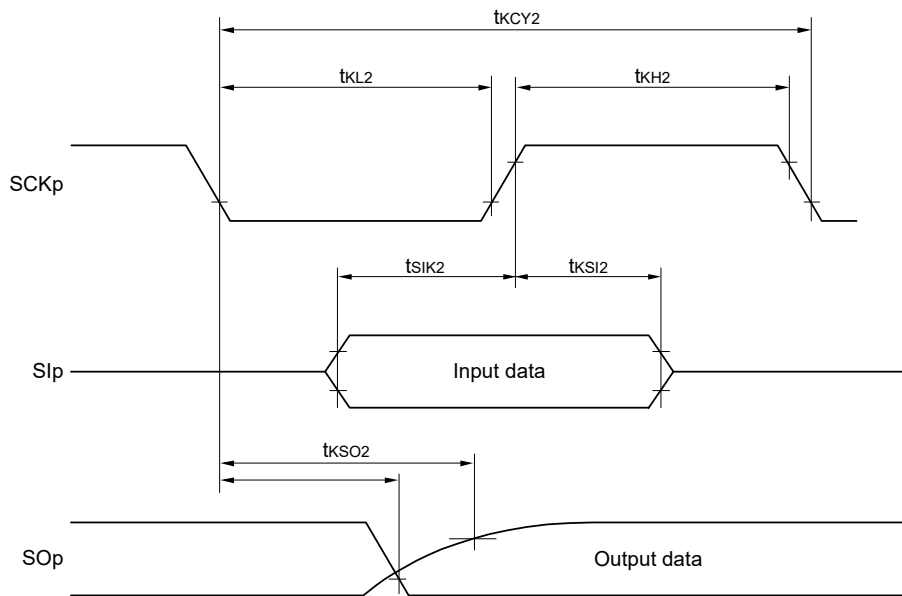 tKCY2
tKL2
tKH2
SCKp
tSIK2
tKSI2
SIp
Input data
tKSO2
SOp
Output data